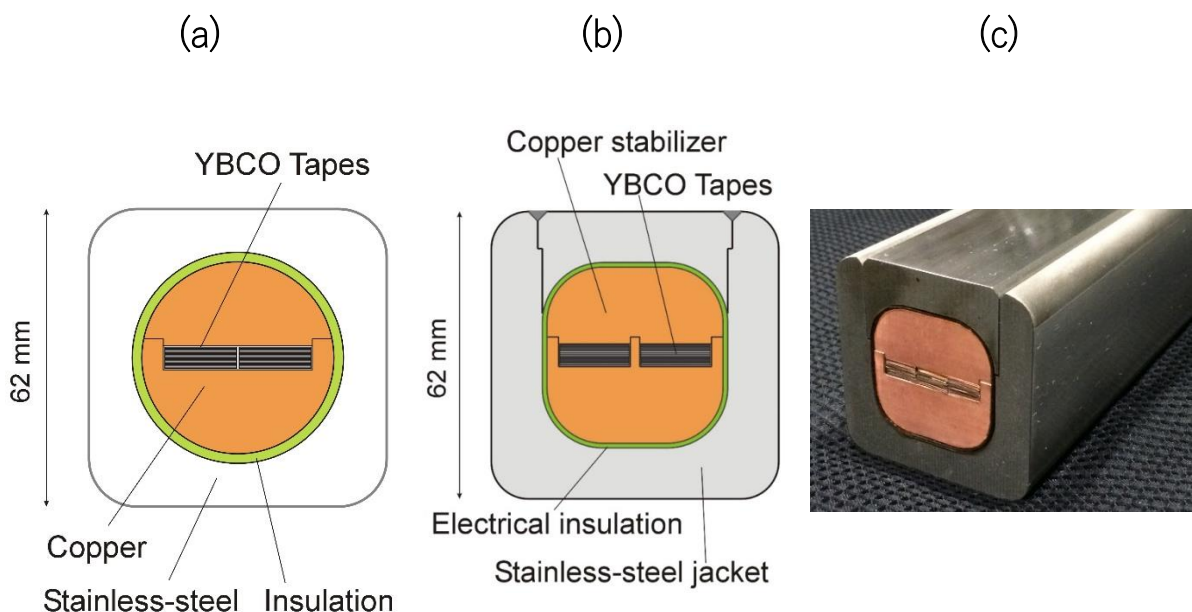 (a)
(b)
(c)
YBCO Tapes
62 mm
Copper
Stainless-steel
Insulation
Copper stabilizer
YBCO Tapes
62 mm
Electrical insulation
Stainless-steel jacket